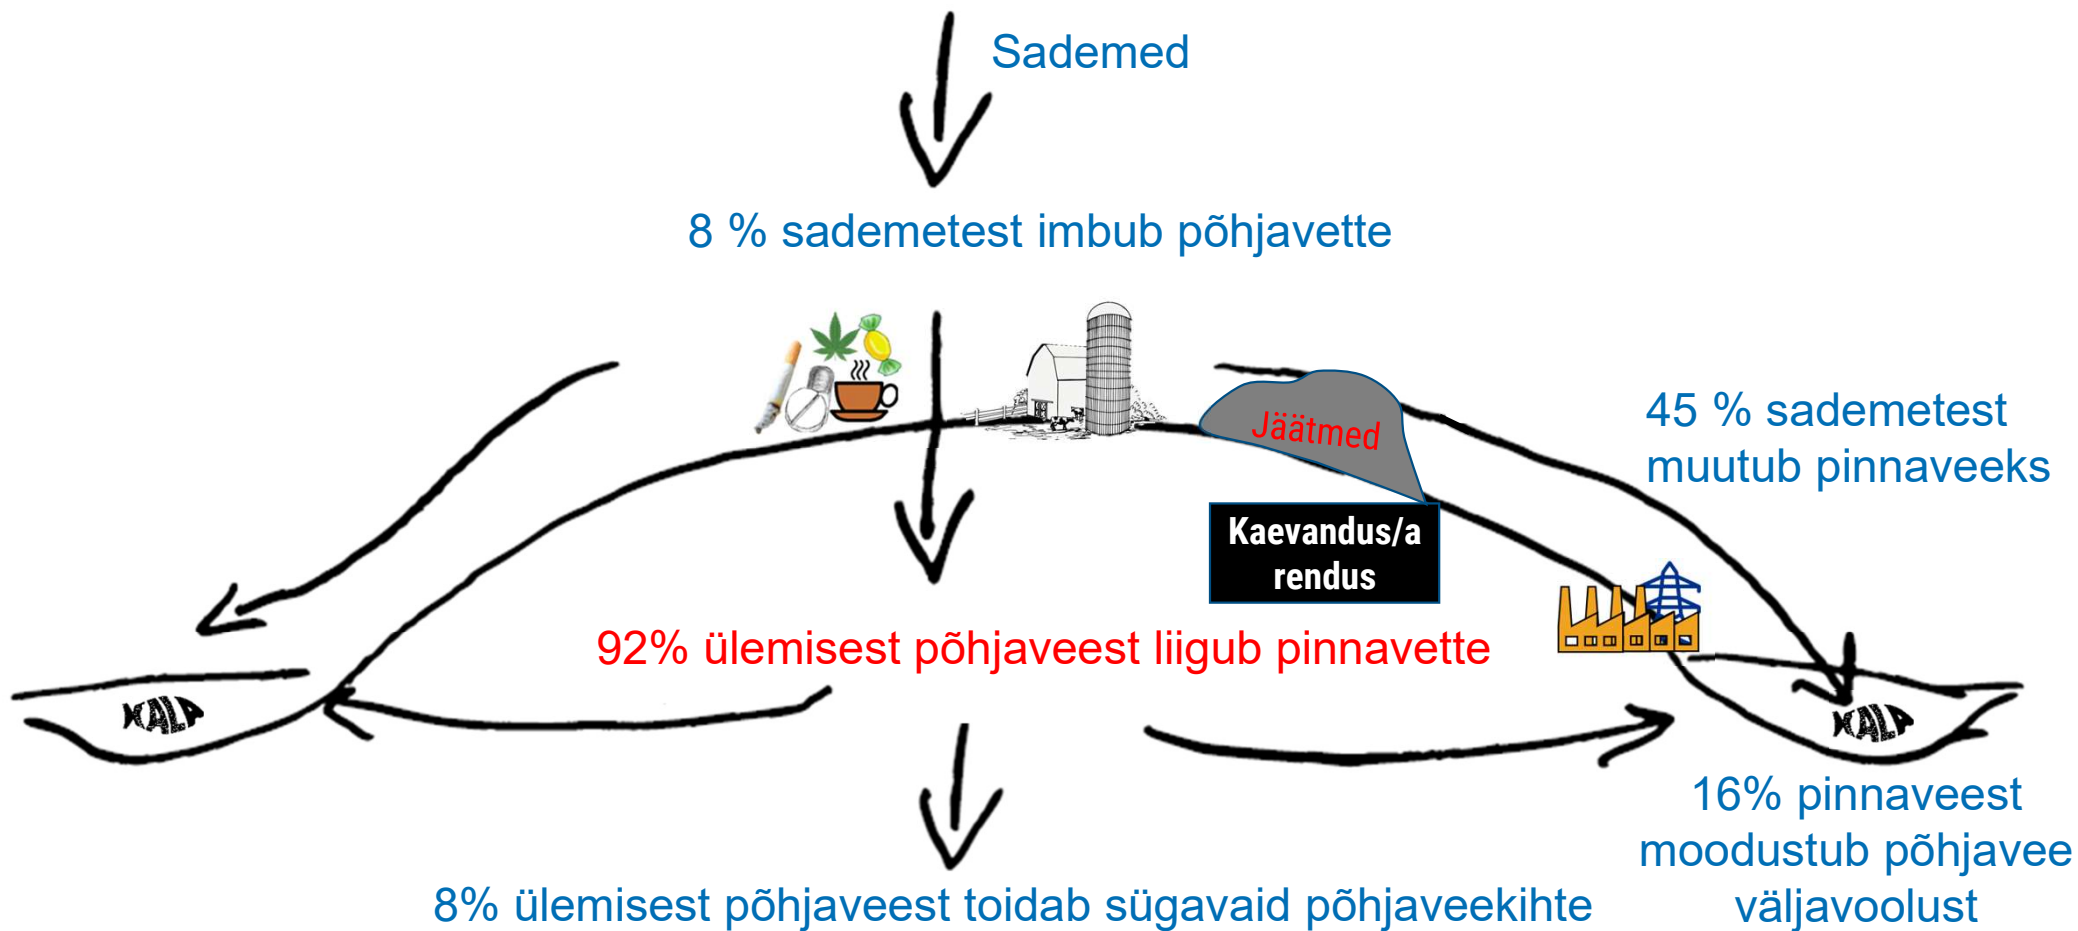 Sademed
8 % sademetest imbub põhjavette
45 % sademetest
muutub pinnaveeks
Jäätmed
Kaevandus/a
rendus
92% ülemisest põhjaveest liigub pinnavette
KALA
KALA
16% pinnaveest
moodustub põhjavee
väljavoolust
8% ülemisest põhjaveest toidab sügavaid põhjaveekihte